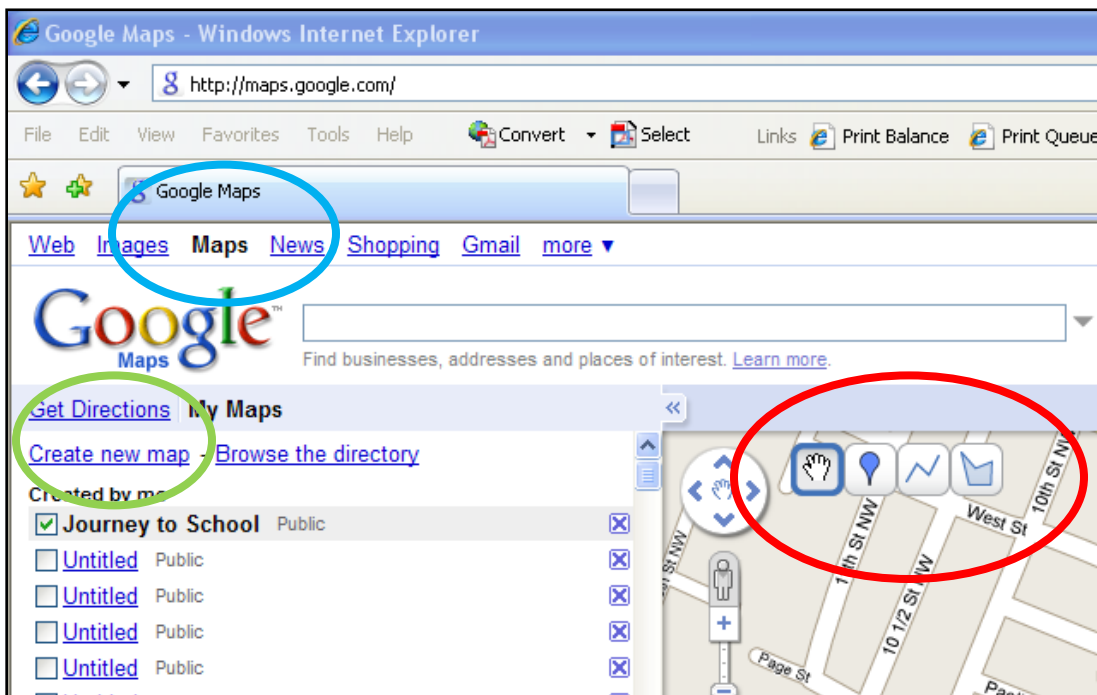 Google Maps - Windows Internet Explorer
http://maps.google.com/
File Edit View Favorites Tools Help Convert Select Links Print Balance Print Queue
Google Maps
Web Images Maps News Shopping Gmail more ▼
Google™
Maps
Find businesses, addresses and places of interest. Learn more.
Get Directions My Maps
Create new map - Browse the directory
Created by me
Journey to School Public
Untitled Public
Untitled Public
Untitled Public
Untitled Public
10th St NW
West St
St NW
10 1/2 St NW
Page St